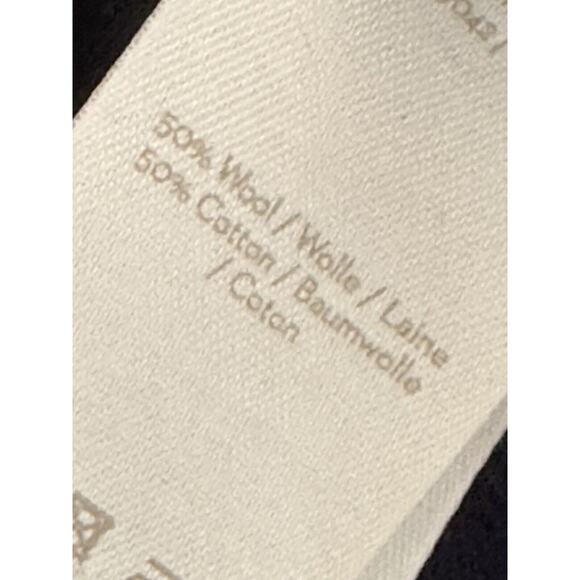 50% Wool / Wolle / Laine
50% Cotton / Baumwolle
/ Coton